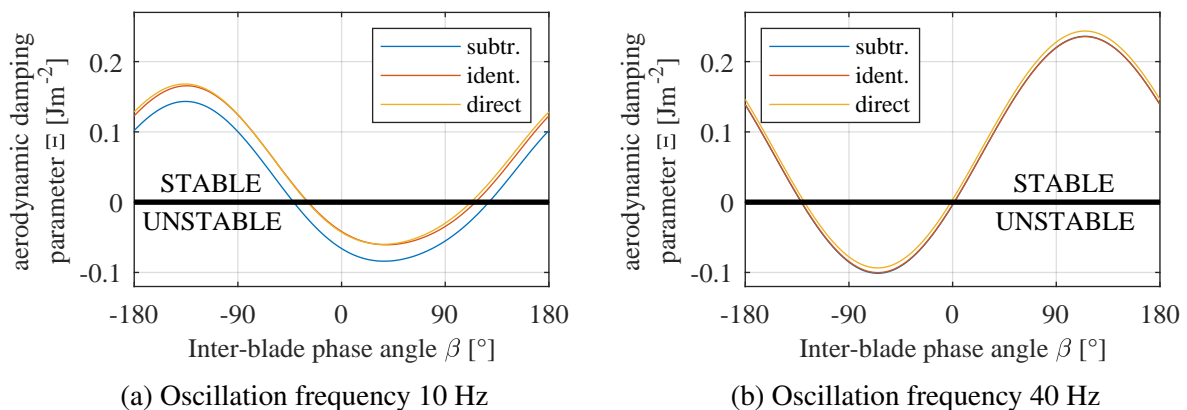 aerodynamic damping
parameter Ξ [Jm⁻²]
0.2
0.1
0
-0.1
subtr.
ident.
direct
STABLE
UNSTABLE
-180
-90
0
90
180
Inter-blade phase angle β [°]
(a) Oscillation frequency 10 Hz
aerodynamic damping
parameter Ξ [Jm⁻²]
0.2
0.1
0
-0.1
subtr.
ident.
direct
STABLE
UNSTABLE
-180
-90
0
90
180
Inter-blade phase angle β [°]
(b) Oscillation frequency 40 Hz